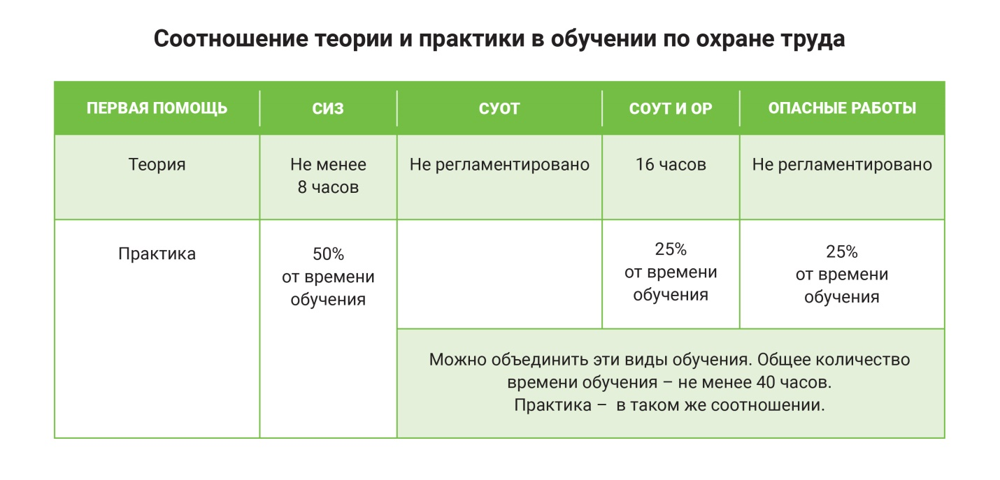 Соотношение теории и практики в обучении по охране труда
ПЕРВАЯ ПОМОЩЬ
СИЗ
СУОТ
СОУТ И ОР
ОПАСНЫЕ РАБОТЫ
Теория
Не менее
8 часов
Не регламентировано
16 часов
Не регламентировано
Практика
50%
от времени
обучения
25%
от времени
обучения
25%
от времени
обучения
Можно объединить эти виды обучения. Общее количество
времени обучения – не менее 40 часов.
Практика – в таком же соотношении.